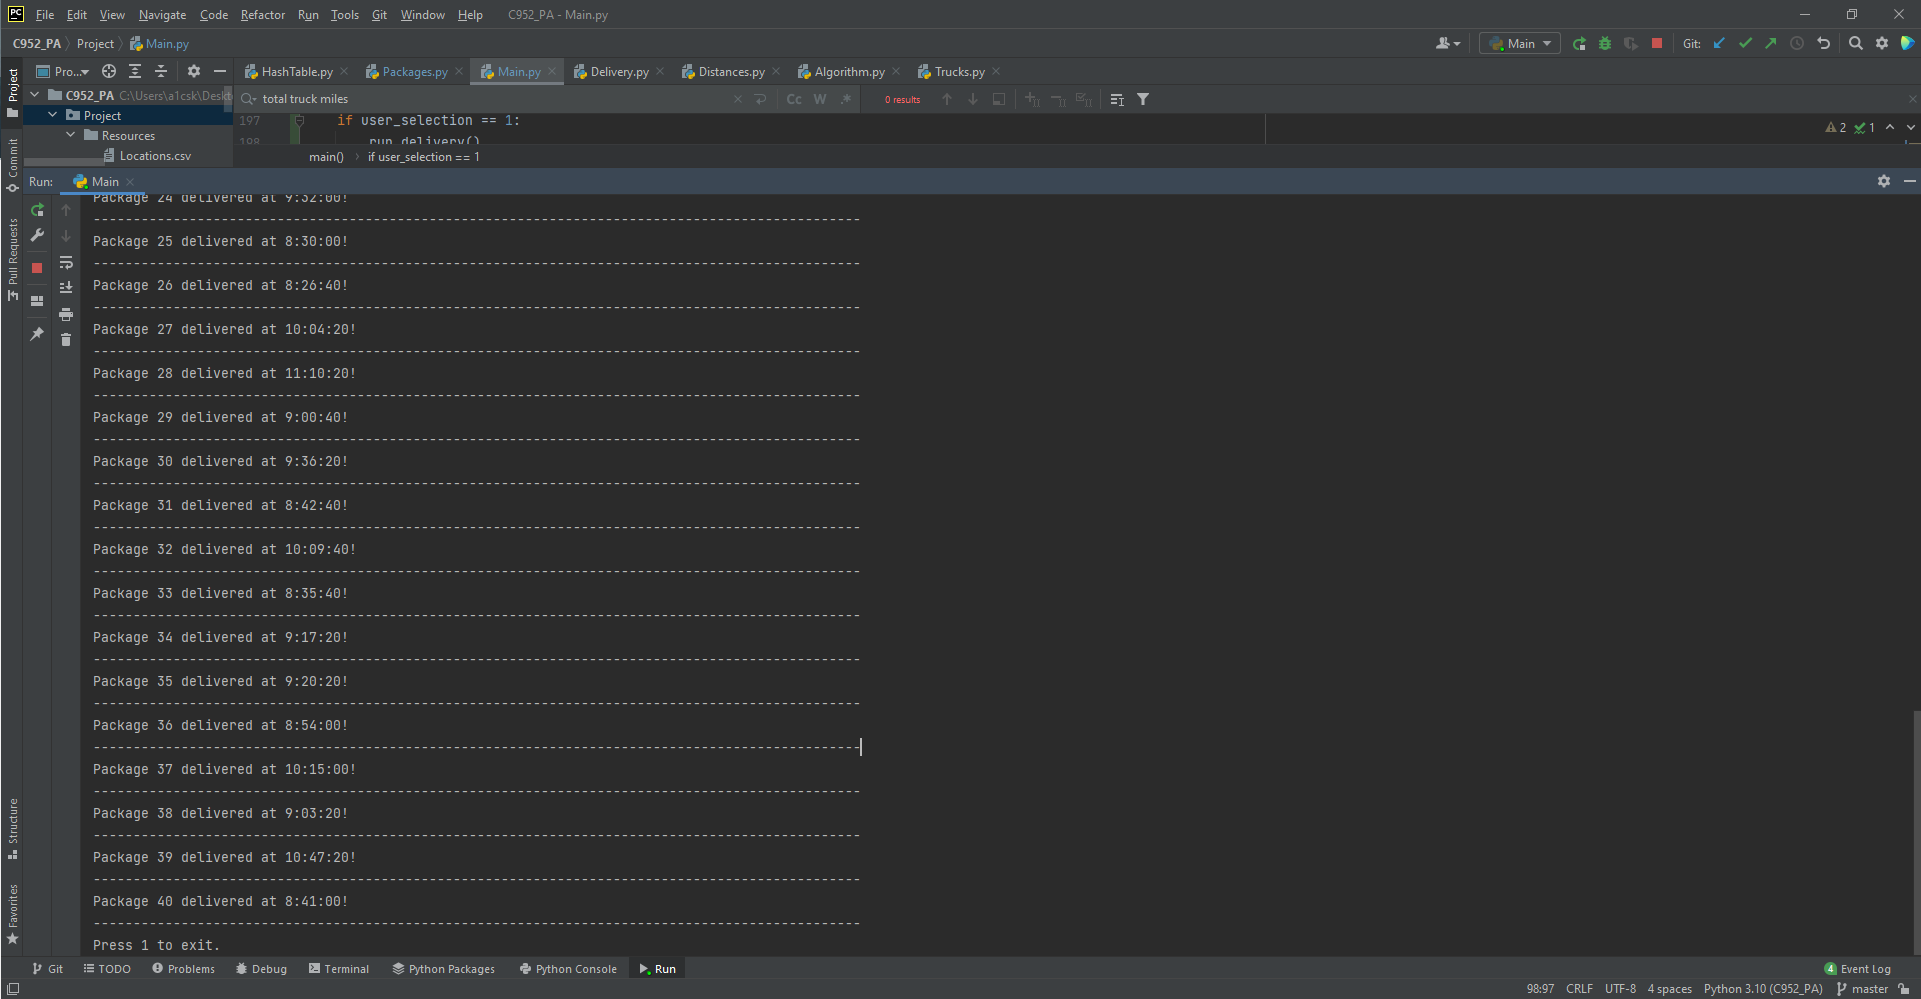 PC File Edit View Navigate Code Refactor Run Tools Git Window Help C952_PA - Main.py
C952_PA Project Main.py Main Git:
Pro... HashTable.py Packages.py Main.py Delivery.py Distances.py Algorithm.py Trucks.py
C952_PA C:\Users\a1csk\Deskt total truck miles Cc W .* 0 results
Project 197 if user_selection == 1: 2 1
Resources 198 run_delivery()
Locations.csv main() if user_selection == 1
Run: Main
Package 24 delivered at 9:32:00!
------------------------------------------------------------------------------------------------
Package 25 delivered at 8:30:00!
------------------------------------------------------------------------------------------------
Package 26 delivered at 8:26:40!
------------------------------------------------------------------------------------------------
Package 27 delivered at 10:04:20!
------------------------------------------------------------------------------------------------
Package 28 delivered at 11:10:20!
------------------------------------------------------------------------------------------------
Package 29 delivered at 9:00:40!
------------------------------------------------------------------------------------------------
Package 30 delivered at 9:36:20!
------------------------------------------------------------------------------------------------
Package 31 delivered at 8:42:40!
------------------------------------------------------------------------------------------------
Package 32 delivered at 10:09:40!
------------------------------------------------------------------------------------------------
Package 33 delivered at 8:35:40!
------------------------------------------------------------------------------------------------
Package 34 delivered at 9:17:20!
------------------------------------------------------------------------------------------------
Package 35 delivered at 9:20:20!
------------------------------------------------------------------------------------------------
Package 36 delivered at 8:54:00!
------------------------------------------------------------------------------------------------
Package 37 delivered at 10:15:00!
------------------------------------------------------------------------------------------------
Package 38 delivered at 9:03:20!
------------------------------------------------------------------------------------------------
Package 39 delivered at 10:47:20!
------------------------------------------------------------------------------------------------
Package 40 delivered at 8:41:00!
------------------------------------------------------------------------------------------------
Press 1 to exit.
Project
Commit
Pull Requests
Structure
Favorites
Git TODO Problems Debug Terminal Python Packages Python Console Run 4 Event Log
98:97 CRLF UTF-8 4 spaces Python 3.10 (C952_PA) master